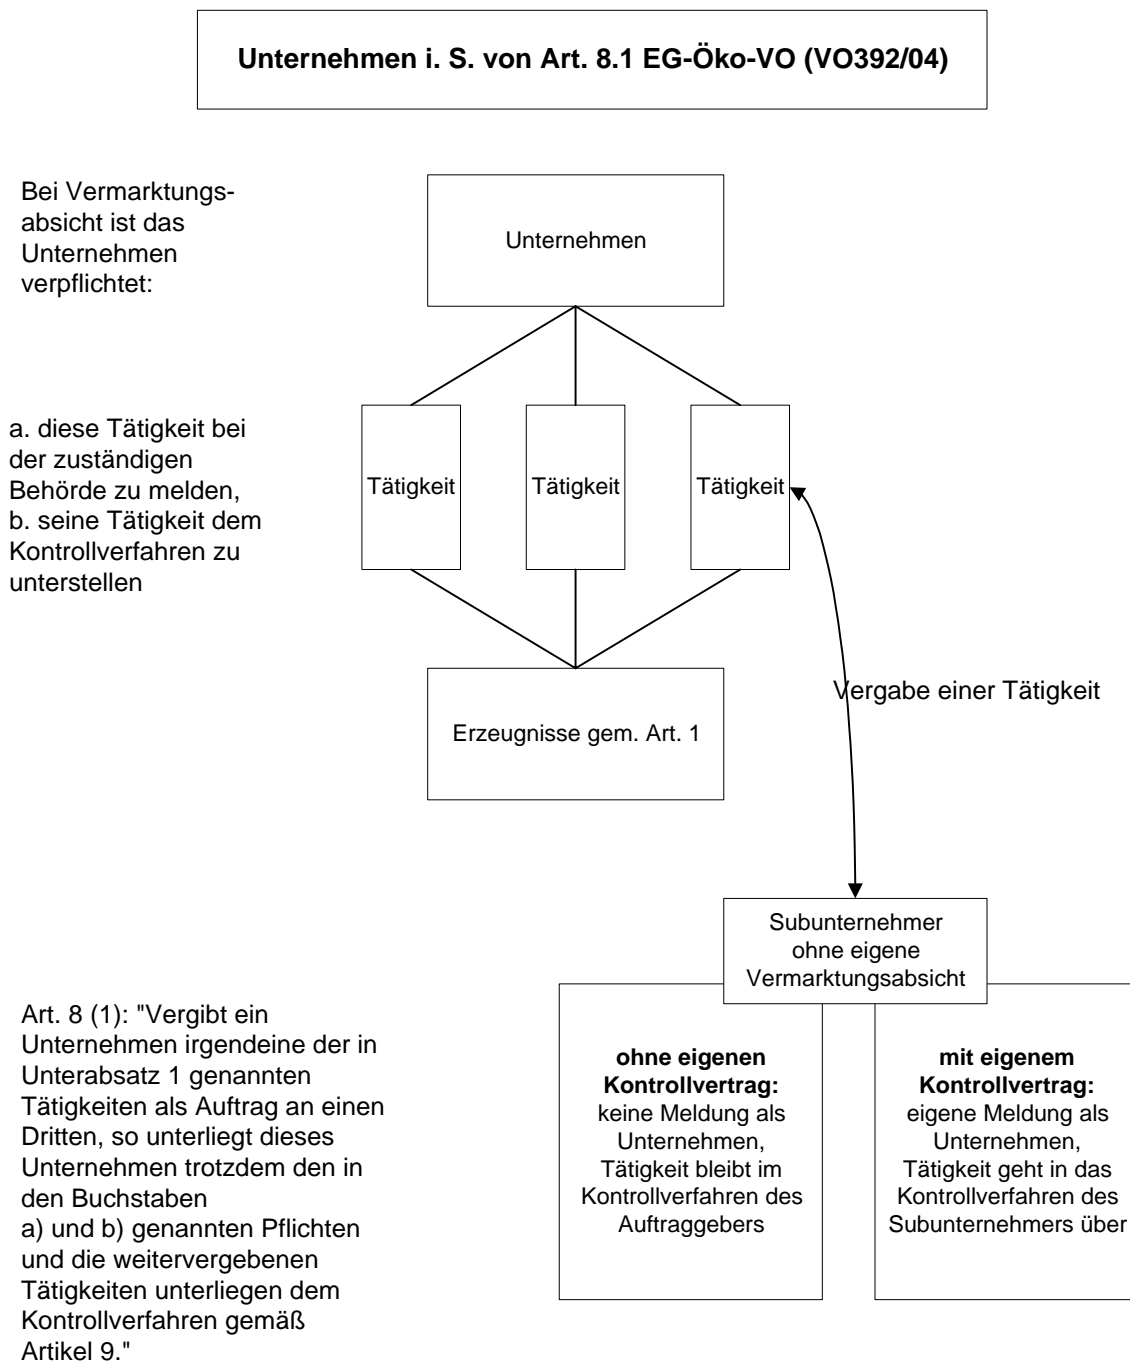 Unternehmen i. S. von Art. 8.1 EG-Öko-VO (VO392/04)
Bei Vermarktungs-
absicht ist das
Unternehmen
verpflichtet:
Unternehmen
a. diese Tätigkeit bei
der zuständigen
Behörde zu melden,
b. seine Tätigkeit dem
Kontrollverfahren zu
unterstellen
Tätigkeit
Tätigkeit
Tätigkeit
Erzeugnisse gem. Art. 1
Vergabe einer Tätigkeit
Subunternehmer
ohne eigene
Vermarktungsabsicht
Art. 8 (1): "Vergibt ein
Unternehmen irgendeine der in
Unterabsatz 1 genannten
Tätigkeiten als Auftrag an einen
Dritten, so unterliegt dieses
Unternehmen trotzdem den in
den Buchstaben
a) und b) genannten Pflichten
und die weitervergebenen
Tätigkeiten unterliegen dem
Kontrollverfahren gemäß
Artikel 9."
ohne eigenen
Kontrollvertrag:
keine Meldung als
Unternehmen,
Tätigkeit bleibt im
Kontrollverfahren des
Auftraggebers
mit eigenem
Kontrollvertrag:
eigene Meldung als
Unternehmen,
Tätigkeit geht in das
Kontrollverfahren des
Subunternehmers über